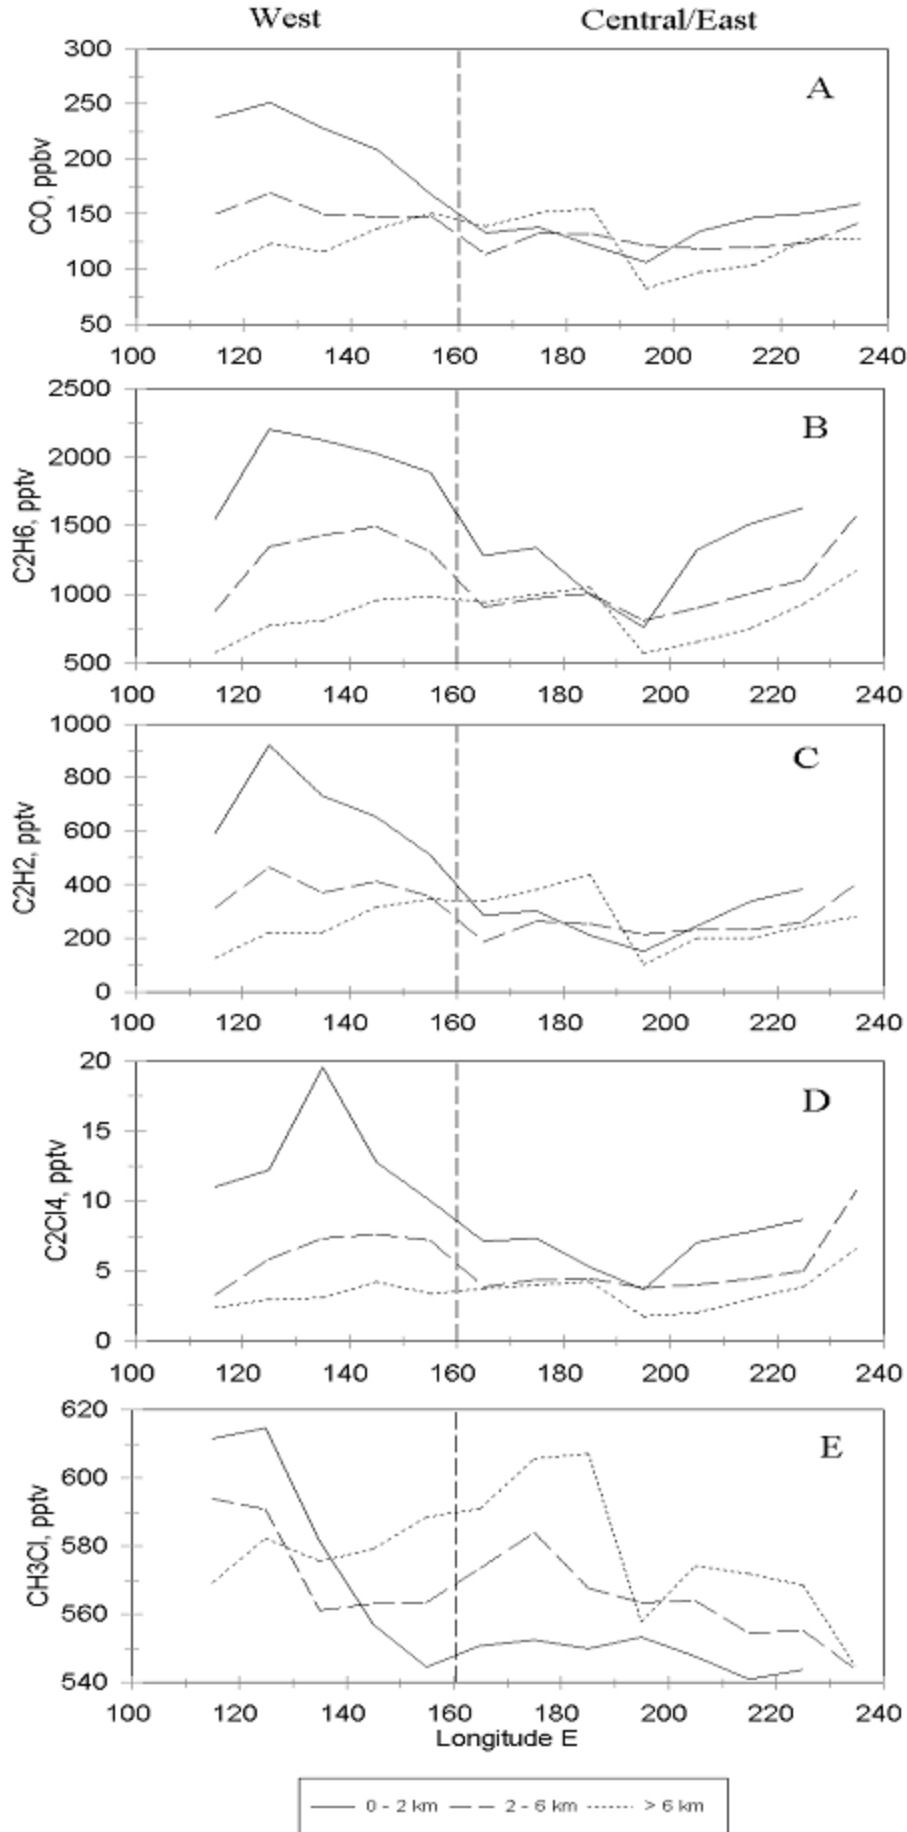 West Central/East
A
CO, ppbv
300
250
200
150
100
50
100 120 140 160 180 200 220 240
B
C2H6, pptv
2500
2000
1500
1000
500
100 120 140 160 180 200 220 240
C
C2H2, pptv
1000
800
600
400
200
0
100 120 140 160 180 200 220 240
D
C2Cl4, pptv
20
15
10
5
0
100 120 140 160 180 200 220 240
E
CH3Cl, pptv
620
600
580
560
540
100 120 140 160 180 200 220 240
Longitude E
0 - 2 km 2 - 6 km > 6 km